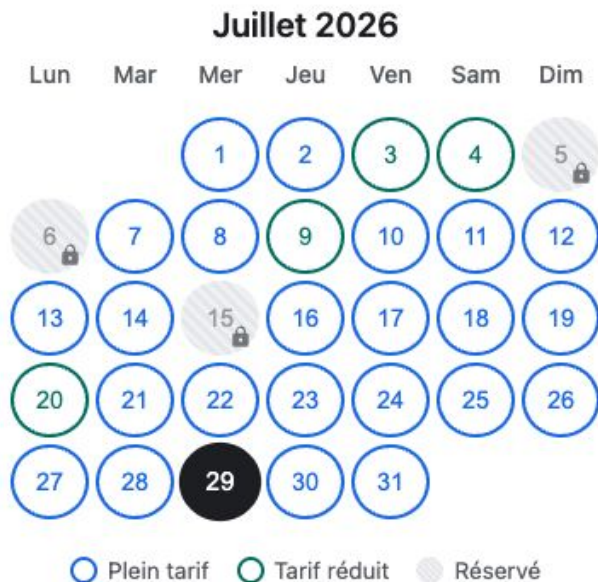 Juillet 2026
Lun Mar Mer Jeu Ven Sam Dim
1 2 3 4 5
6 7 8 9 10 11 12
13 14 15 16 17 18 19
20 21 22 23 24 25 26
27 28 29 30 31
Plein tarif Tarif réduit Réservé